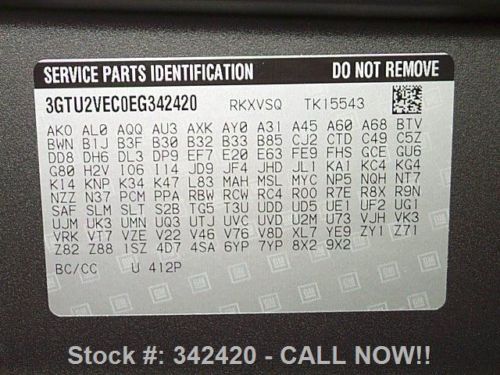 SERVICE PARTS IDENTIFICATION DO NOT REMOVE
3GTU2VEC0EG342420 RKXVSQ TK15543
AKO AL0 AQQ AU3 AXK AY0 A31 A45 A60 A68 BTV
BWN B1J B3F B30 B32 B33 B85 CJ2 CTD C49 C5Z
DD8 DH6 DL3 DP9 EF7 E20 E63 FE9 FHS GCE GU6
G80 H2V IO6 I14 JD9 JF4 JHD JL1 KA1 KC4 KG4
K14 KNP K34 K47 L83 MAH MSL MYC NP5 NQH NT7
NZZ N37 PCM PPA RBW RCW RC4 R00 R7E R8X R9N
SAF SLM SLT S2B TG5 TUT UDD UD5 UE1 UF2 UG1
UJM UK3 UMN UQ3 UTJ UVC UVD U2M U73 VJH VK3
VRK VT7 VZE V22 V46 V76 V8D XL7 YE9 ZY1 Z71
Z82 Z88 1SZ 4D7 4SA 6YP 7YP 8X2 9X2
BC/CC U 412P
GM
Stock #: 342420 - CALL NOW!!